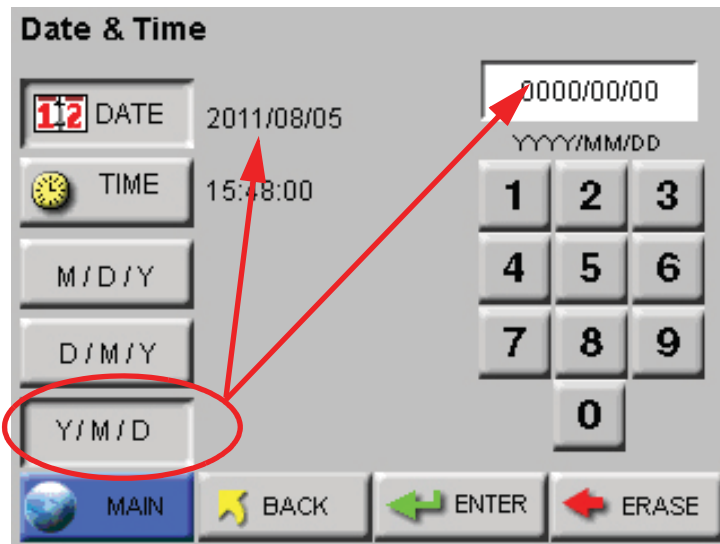 Date & Time
12 DATE
2011/08/05
0000/00/00
YYYY/MM/DD
TIME
15:48:00
1 2 3
M/D/Y
4 5 6
D/M/Y
7 8 9
Y/M/D
0
MAIN BACK ENTER ERASE